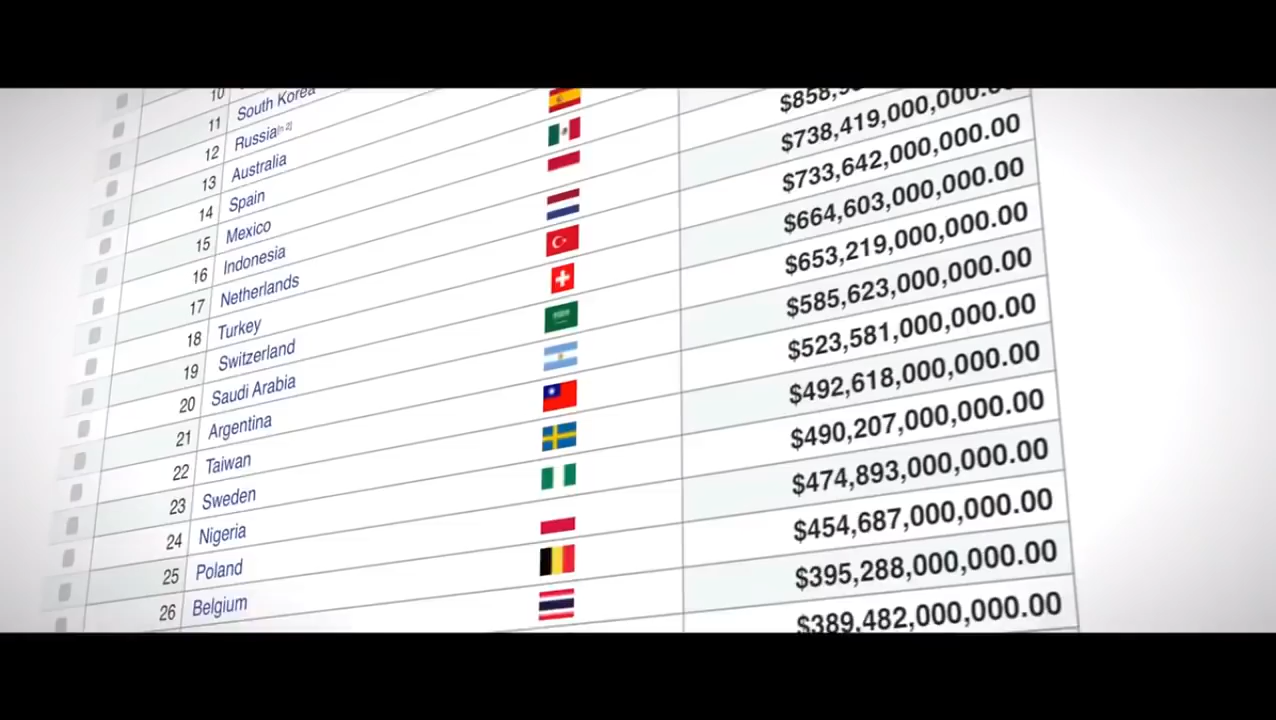 10
11 South Korea
12 Russia[n 2]
13 Australia
14 Spain
15 Mexico
16 Indonesia $858,
17 Netherlands $738,419,000,000.00
18 Turkey $733,642,000,000.00
19 Switzerland $664,603,000,000.00
20 Saudi Arabia $653,219,000,000.00
21 Argentina $585,623,000,000.00
22 Taiwan $523,581,000,000.00
23 Sweden $492,618,000,000.00
24 Nigeria $490,207,000,000.00
25 Poland $474,893,000,000.00
26 Belgium $454,687,000,000.00
$395,288,000,000.00
$389,482,000,000.00